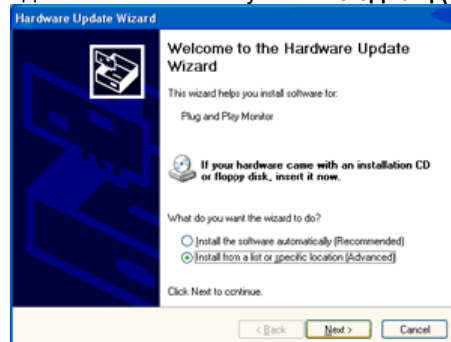 Hardware Update Wizard
Welcome to the Hardware Update
Wizard
This wizard helps you install software for:
Plug and Play Monitor
If your hardware came with an installation CD
or floppy disk, insert it now.
What do you want the wizard to do?
Install the software automatically (Recommended)
Install from a list or specific location (Advanced)
Click Next to continue.
< Back Next > Cancel